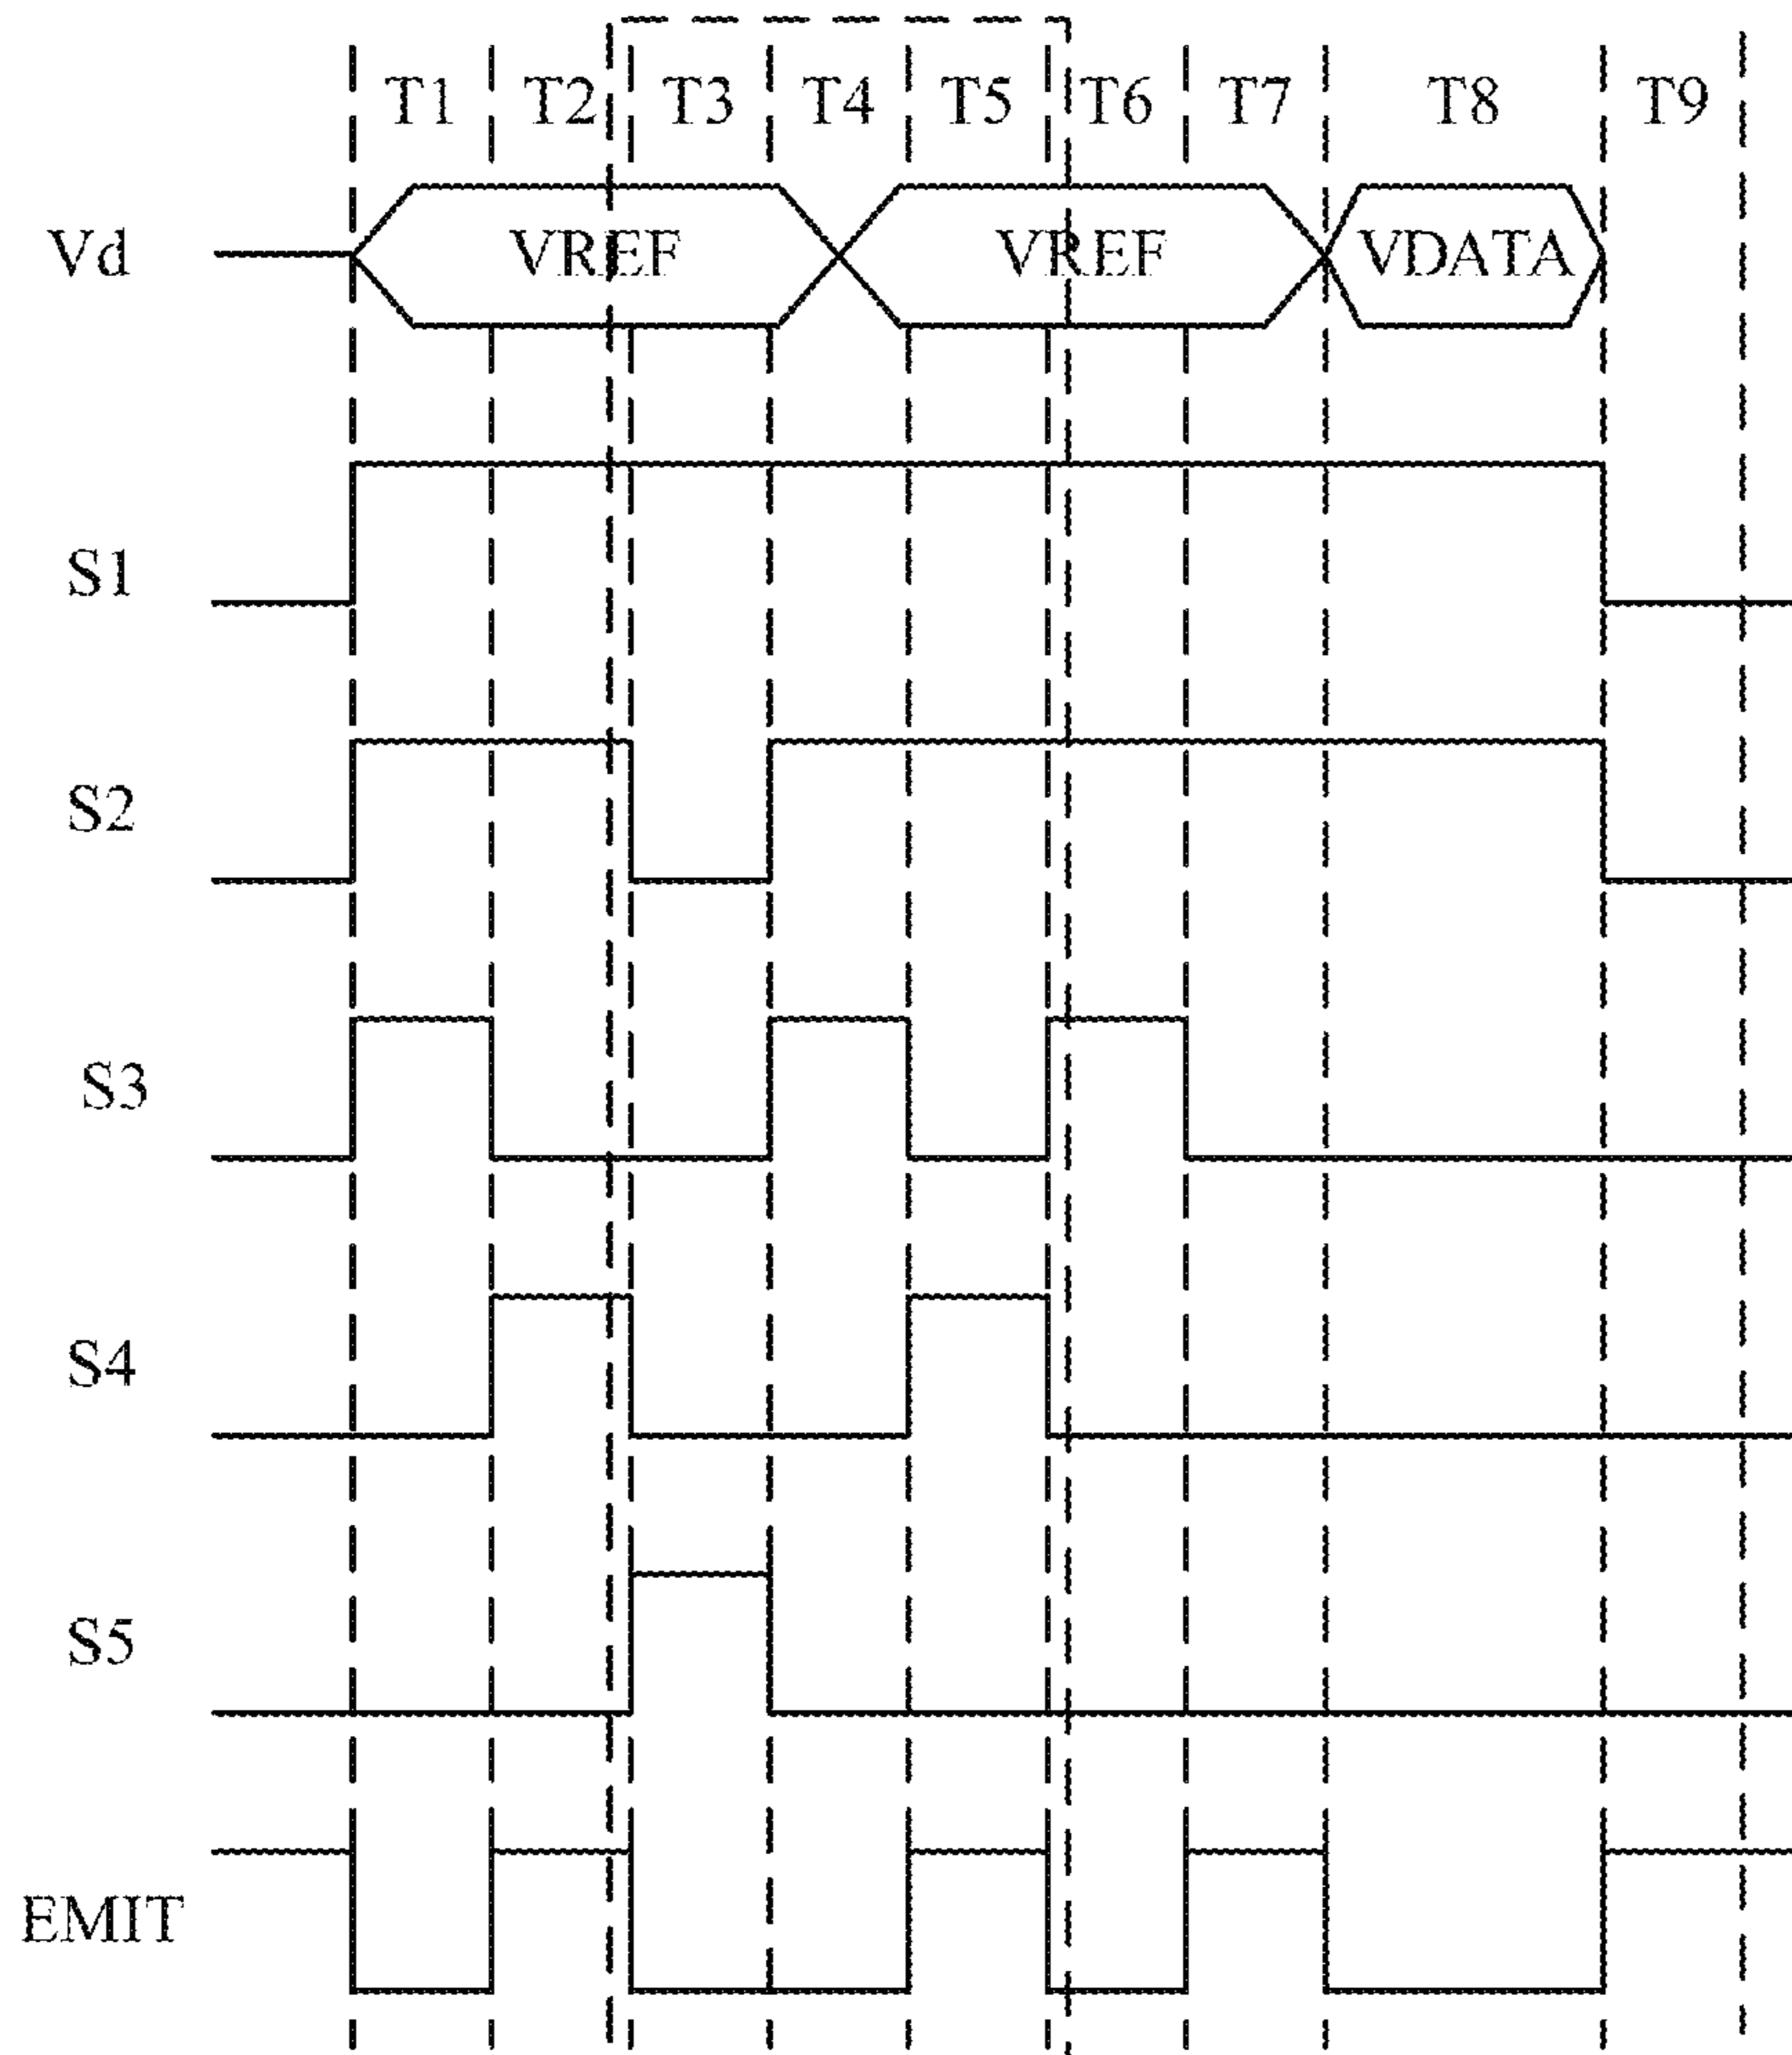 T1 T2 T3 T4 T5 T6 T7 T8 T9
Vd VREF VREF VDATA
S1
S2
S3
S4
S5
EMIT